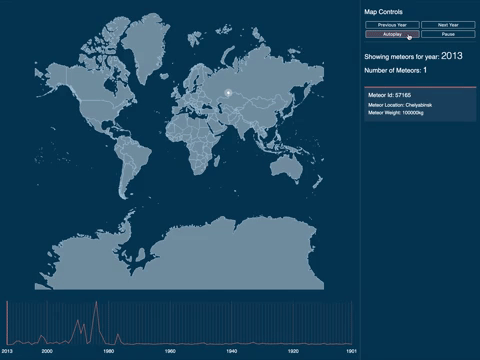 Map Controls
Previous Year
Next Year
Autoplay
Pause
Showing meteors for year: 2013
Number of Meteors: 1
Meteor Id: 57165
Meteor Location: Chelyabinsk
Meteor Weight: 100000kg
2013
2000
1980
1960
1940
1920
1901